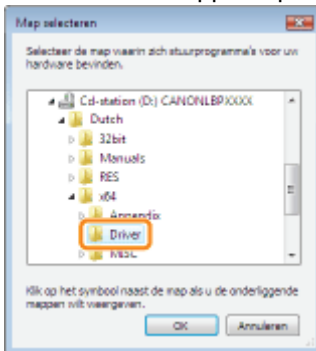 Map selecteren
Selecteer de map waarin zich stuurprogramma's voor uw
hardware bevinden.
Cd-station (D:) CANONLBPXXXX
Dutch
32bit
Manuals
RES
x64
Appendix
Driver
MISC
Klik op het symbool naast de map als u de onderliggende
mappen wilt weergeven.
OK Annuleren